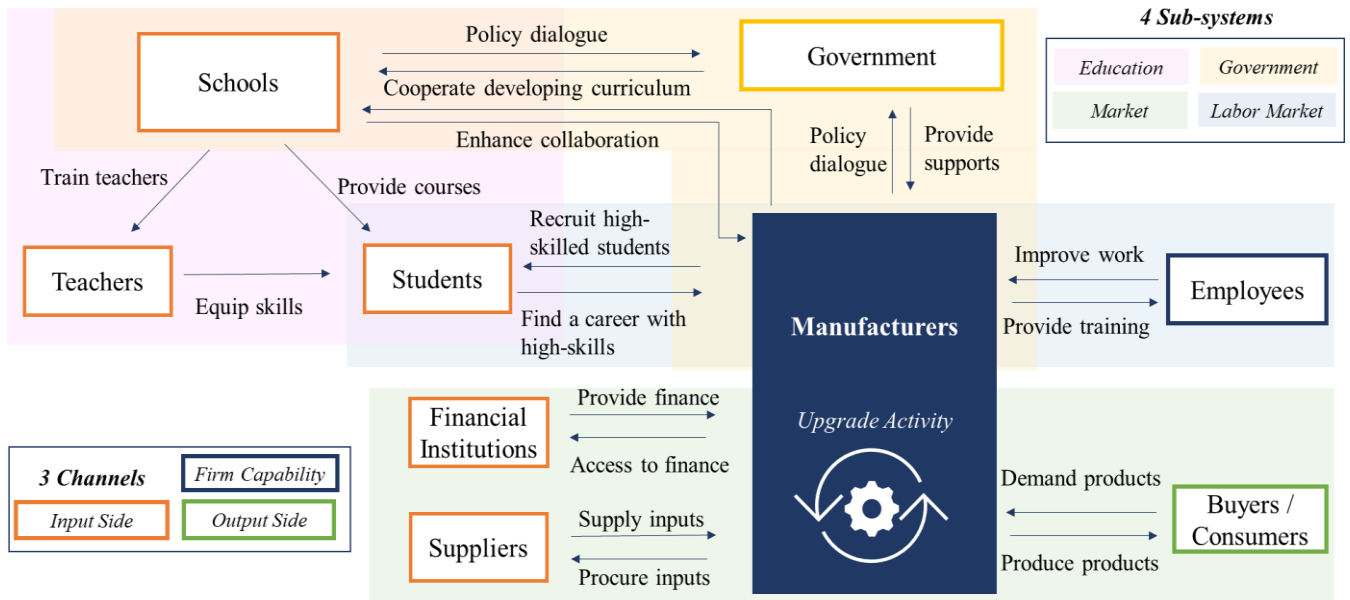 4 Sub-systems
Education
Government
Market
Labor Market
Schools
Policy dialogue
Cooperate developing curriculum
Enhance collaboration
Government
Policy
dialogue
Provide
supports
Train teachers
Provide courses
Teachers
Equip skills
Students
Recruit high-
skilled students
Find a career with
high-skills
Manufacturers
Upgrade Activity
Improve work
Provide training
Employees
Financial
Institutions
Provide finance
Access to finance
Suppliers
Supply inputs
Procure inputs
Demand products
Produce products
Buyers /
Consumers
3 Channels
Firm Capability
Input Side
Output Side